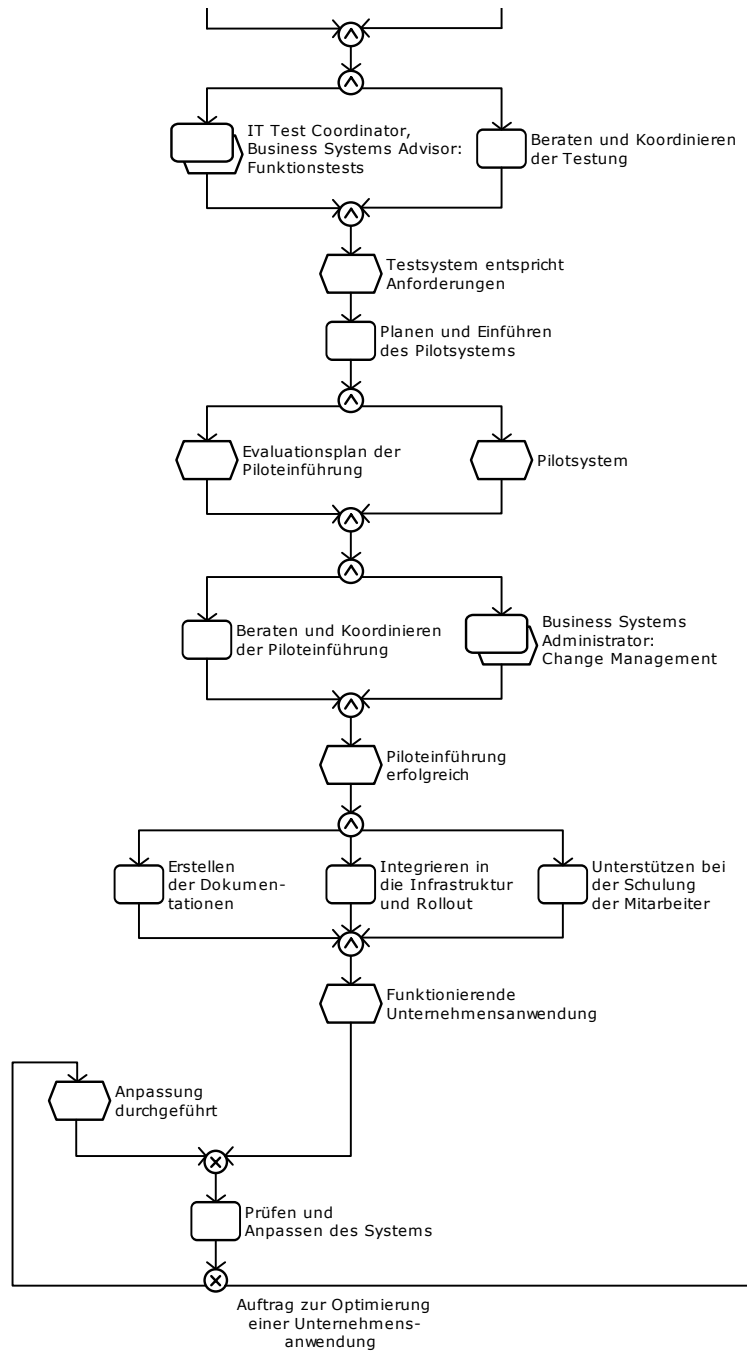 IT Test Coordinator,
Business Systems Advisor:
Funktionstests
Beraten und Koordinieren
der Testung
Testsystem entspricht
Anforderungen
Planen und Einführen
des Pilotsystems
Evaluationsplan der
Piloteinführung
Pilotsystem
Beraten und Koordinieren
der Piloteinführung
Business Systems
Administrator:
Change Management
Piloteinführung
erfolgreich
Erstellen
der Dokumen-
tationen
Integrieren in
die Infrastruktur
und Rollout
Unterstützen bei
der Schulung
der Mitarbeiter
Funktionierende
Unternehmensanwendung
Anpassung
durchgeführt
Prüfen und
Anpassen des Systems
Auftrag zur Optimierung
einer Unternehmens-
anwendung